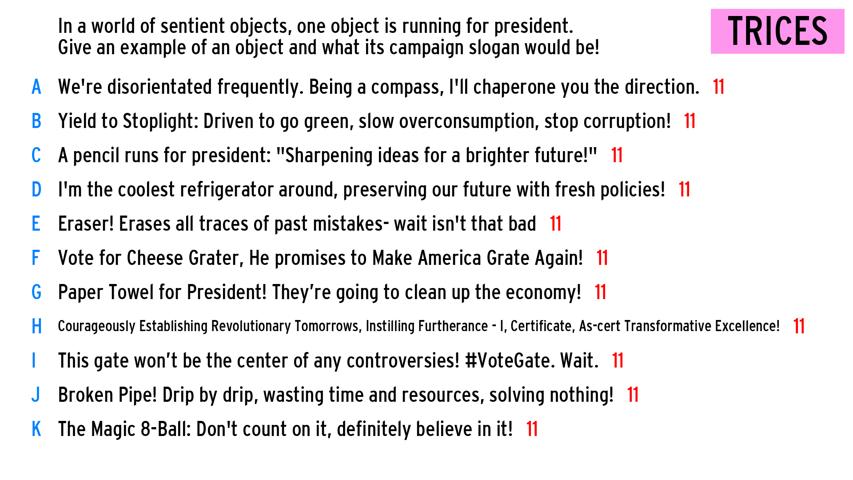 In a world of sentient objects, one object is running for president.
Give an example of an object and what its campaign slogan would be!
TRICES
A We're disorientated frequently. Being a compass, I'll chaperone you the direction. 11
B Yield to Stoplight: Driven to go green, slow overconsumption, stop corruption! 11
C A pencil runs for president: "Sharpening ideas for a brighter future!" 11
D I'm the coolest refrigerator around, preserving our future with fresh policies! 11
E Eraser! Erases all traces of past mistakes- wait isn't that bad 11
F Vote for Cheese Grater, He promises to Make America Grate Again! 11
G Paper Towel for President! They’re going to clean up the economy! 11
H Courageously Establishing Revolutionary Tomorrows, Instilling Furtherance - I, Certificate, As-cert Transformative Excellence! 11
I This gate won’t be the center of any controversies! #VoteGate. Wait. 11
J Broken Pipe! Drip by drip, wasting time and resources, solving nothing! 11
K The Magic 8-Ball: Don't count on it, definitely believe in it! 11